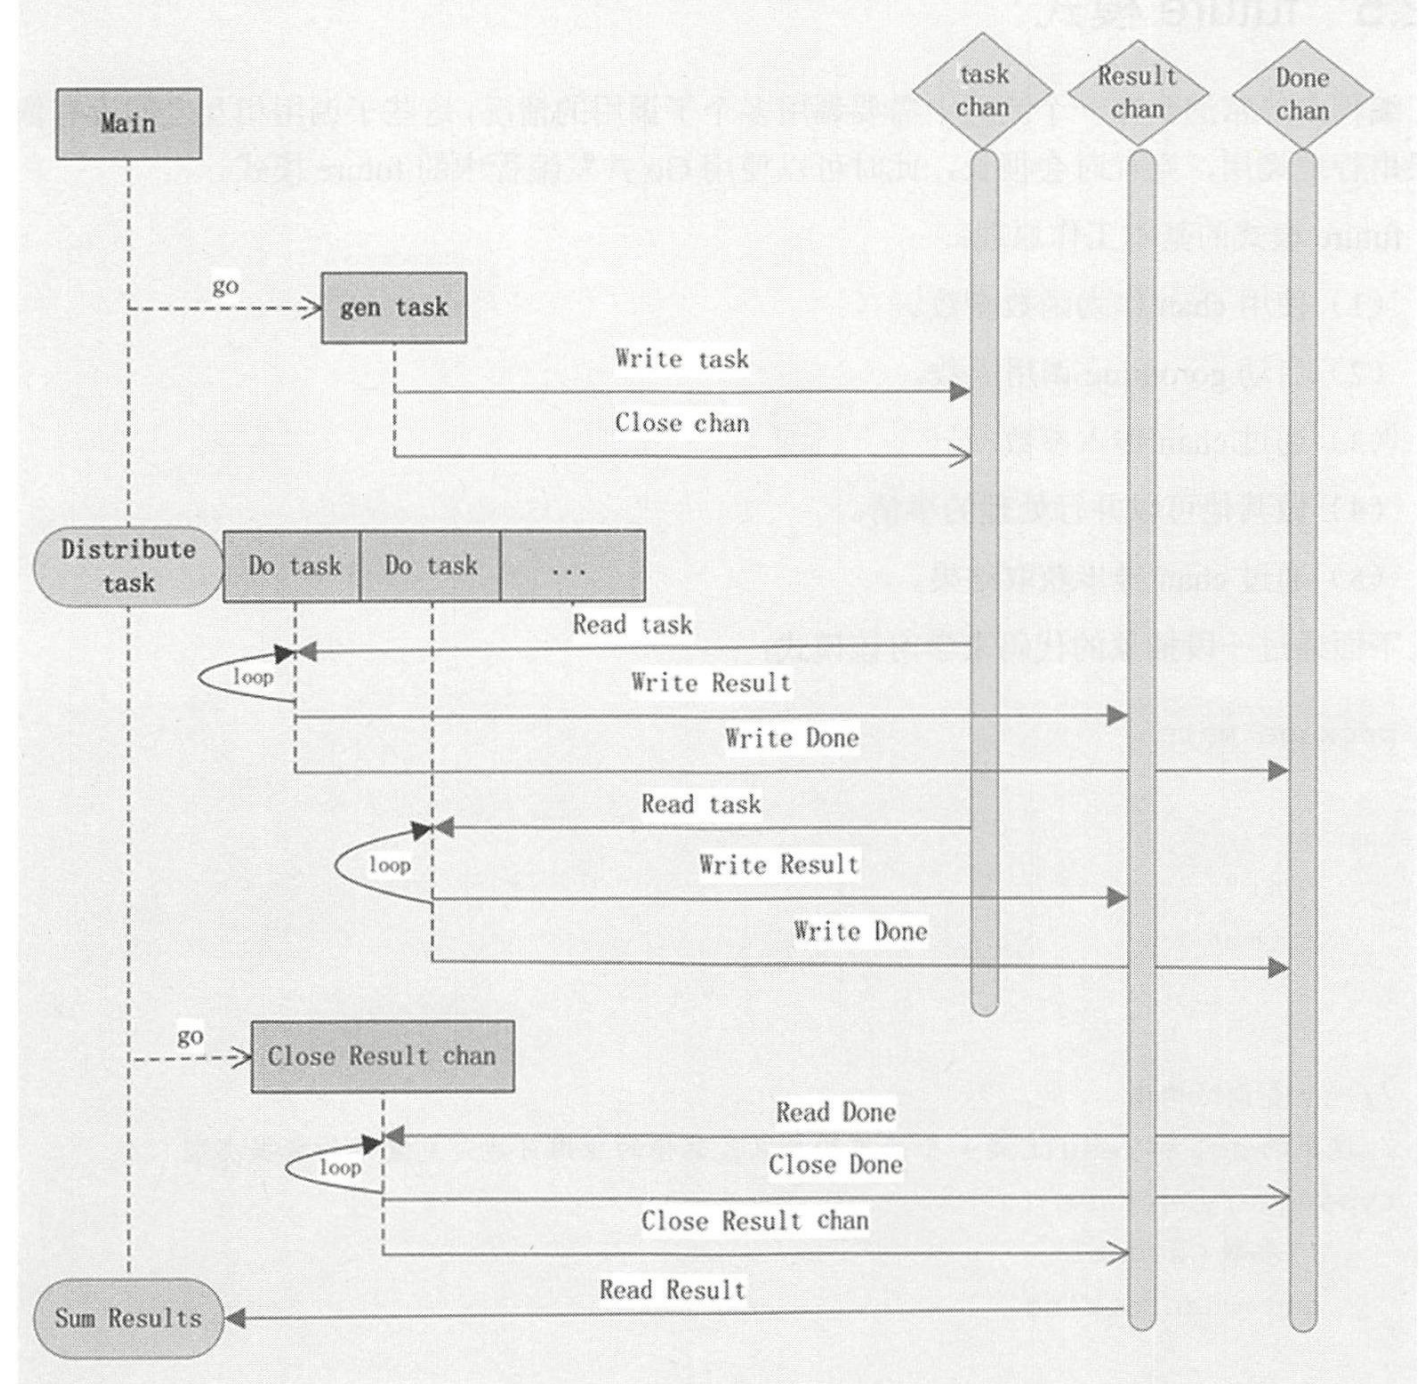 task
chan
Result
chan
Done
chan
Main
go
gen task
Write task
Close chan
Distribute
task
Do task
Do task
...
Read task
loop
Write Result
Write Done
Read task
loop
Write Result
Write Done
go
Close Result chan
Read Done
loop
Close Done
Close Result chan
Read Result
Sum Results